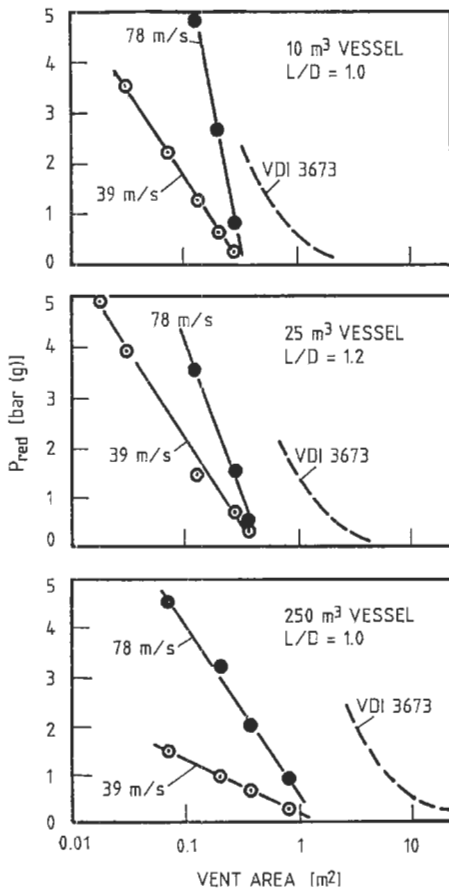 5
4
3
2
1
0
78 m/s
39 m/s
10 m³ VESSEL
L/D = 1.0
VDI 3673
5
4
3
2
1
0
78 m/s
39 m/s
25 m³ VESSEL
L/D = 1.2
VDI 3673
Pred [bar (g)]
5
4
3
2
1
0
78 m/s
39 m/s
250 m³ VESSEL
L/D = 1.0
VDI 3673
0.01 0.1 1 10
VENT AREA [m²]